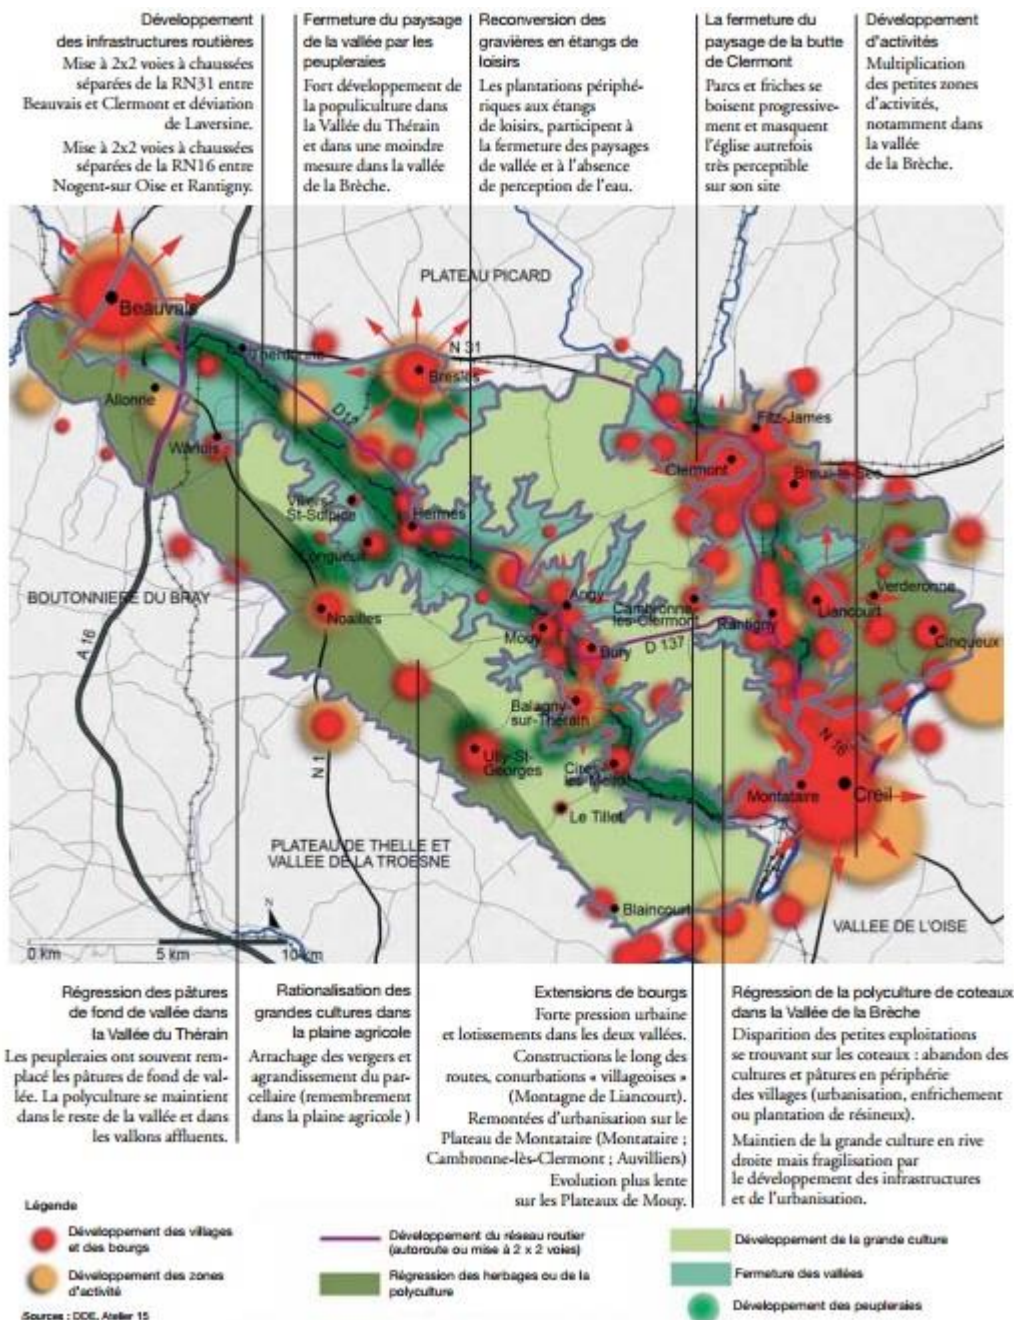 Développement
des infrastructures routières
Mise à 2x2 voies à chaussées
séparées de la RN31 entre
Beauvais et Clermont et déviation
de Laversine.
Mise à 2x2 voies à chaussées
séparées de la RN16 entre
Nogent-sur Oise et Rantigny.
Fermeture du paysage
de la vallée par les
peupleraies
Fort développement de
la populiculture dans
la Vallée du Thérain
et dans une moindre
mesure dans la vallée
de la Brèche.
Reconversion des
gravières en étangs de
loisirs
Les plantations périphé-
riques aux étangs
de loisirs, participent à
la fermeture des paysages
de vallée et à l'absence
de perception de l'eau.
La fermeture du
paysage de la butte
de Clermont
Parcs et friches se
boisent progressive-
ment et masquent
l'église autrefois
très perceptible
sur son site
Développement
d'activités
Multiplication
des petites zones
d'activités,
notamment dans
la vallée
de la Brèche.
PLATEAU PICARD
Beauvais
Therdonne
N 31
Bresles
Allonne
D12
Fitz-James
Warluis
Clermont
Breuil-le-Sec
Villers-
St-Sulpice
Hermes
Longueuil
BOUTONNIERE DU BRAY
A 16
Noailles
Angy
Cambronne-
les-Clermont
Verderonne
Liancourt
Mouy
Rantigny
Bury
D 137
Cinqueux
Balagny-
sur-Thérain
N 1
N 16
Ully-St-
Georges
Cires-
les-Mello
Montataire
Creil
Le Tillet
PLATEAU DE THELLE ET
VALLEE DE LA TROESNE
Blaincourt
VALLEE DE L'OISE
N
0 km
5 km
10 km
Régression des pâtures
de fond de vallée dans
la Vallée du Thérain
Les peupleraies ont souvent rem-
placé les pâtures de fond de val-
lée. La polyculture se maintient
dans le reste de la vallée et dans
les vallons affluents.
Rationalisation des
grandes cultures dans
la plaine agricole
Arrachage des vergers et
agrandissement du par-
cellaire (remembrement
dans la plaine agricole )
Extensions de bourgs
Forte pression urbaine
et lotissements dans les deux vallées.
Constructions le long des
routes, conurbations « villageoises »
(Montagne de Liancourt).
Remontées d'urbanisation sur le
Plateau de Montataire (Montataire ;
Cambronne-lès-Clermont ; Auvilliers)
Evolution plus lente
sur les Plateaux de Mouy.
Régression de la polyculture de coteaux
dans la Vallée de la Brèche
Disparition des petites exploitations
se trouvant sur les coteaux : abandon des
cultures et pâtures en périphérie
des villages (urbanisation, enfrichement
ou plantation de résineux).
Maintien de la grande culture en rive
droite mais fragilisation par
le développement des infrastructures
et de l'urbanisation.
Légende
Développement des villages
et des bourgs
Développement des zones
d'activité
Développement du réseau routier
(autoroute ou mise à 2 x 2 voies)
Régression des herbages ou de la
polyculture
Développement de la grande culture
Fermeture des vallées
Développement des peupleraies
Sources : DDE, Atelier 15